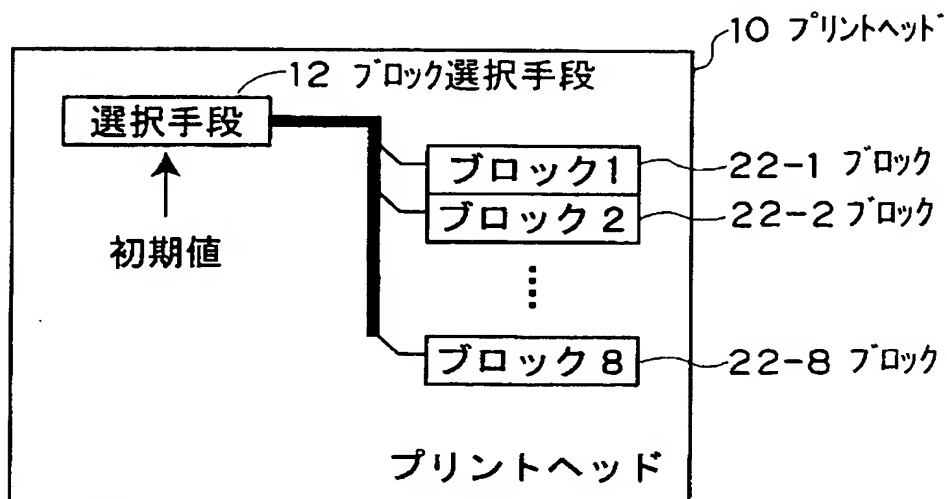 10 プリントヘッド
12 ブロック選択手段
選択手段
初期値
ブロック1
22-1 ブロック
ブロック2
22-2 ブロック
ブロック8
22-8 ブロック
プリントヘッド